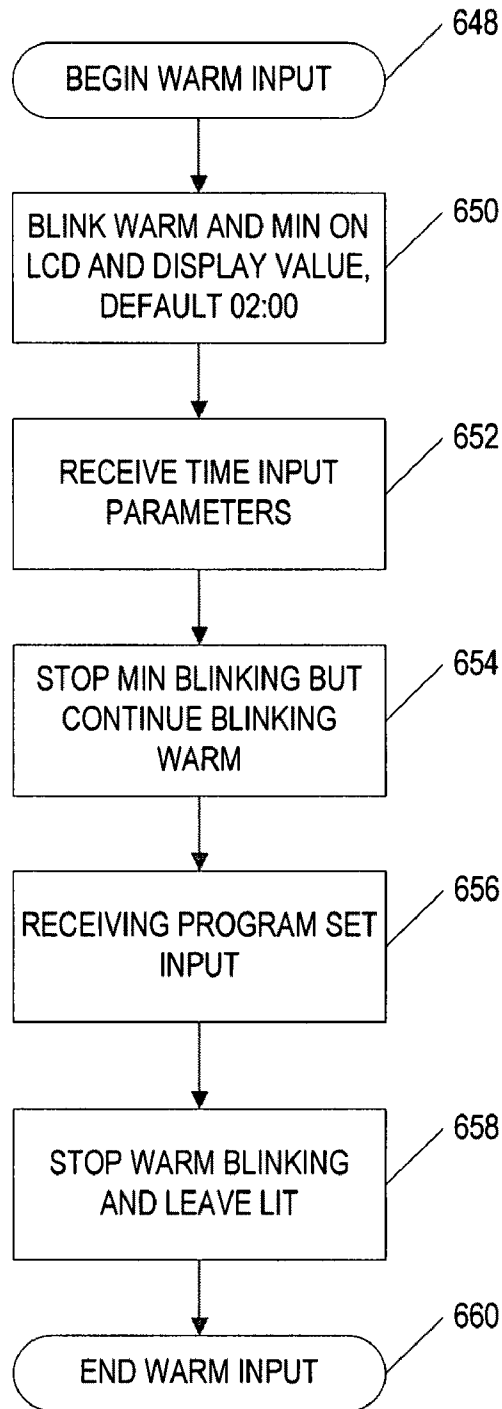 648
BEGIN WARM INPUT
650
BLINK WARM AND MIN ON
LCD AND DISPLAY VALUE,
DEFAULT 02:00
652
RECEIVE TIME INPUT
PARAMETERS
654
STOP MIN BLINKING BUT
CONTINUE BLINKING
WARM
656
RECEIVING PROGRAM SET
INPUT
658
STOP WARM BLINKING
AND LEAVE LIT
660
END WARM INPUT